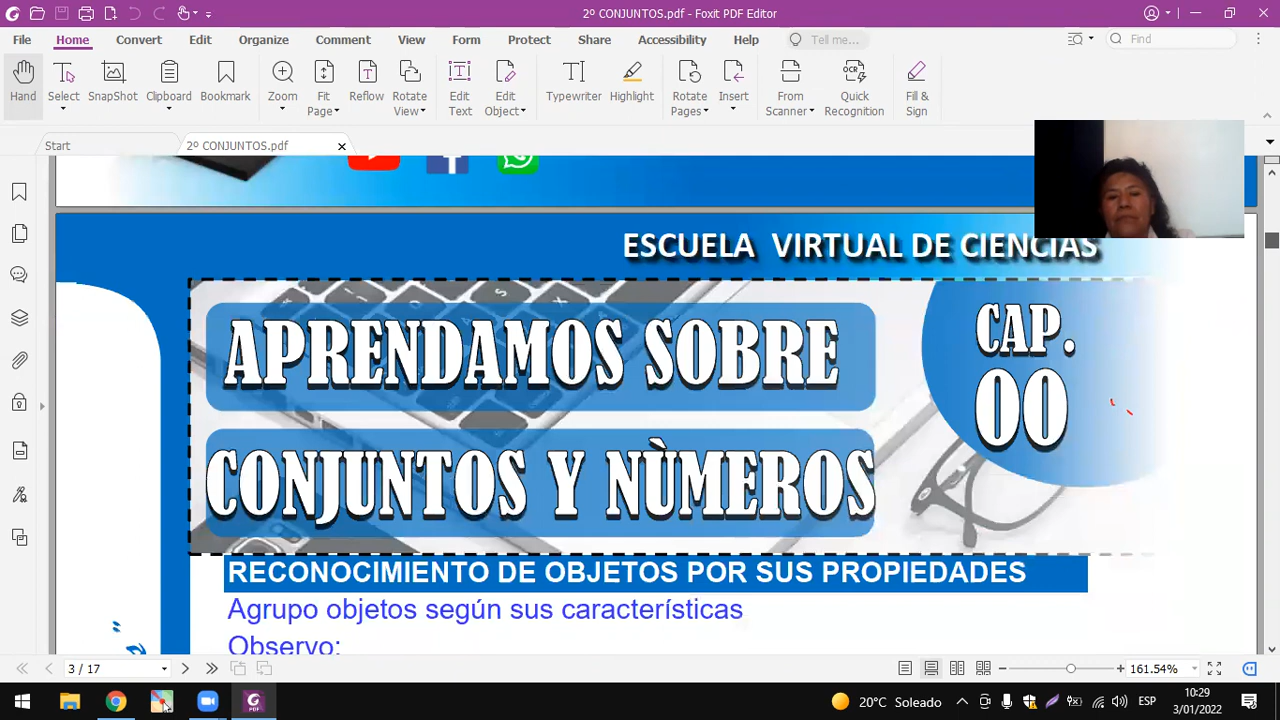 2º CONJUNTOS.pdf - Foxit PDF Editor
File Home Convert Edit Organize Comment View Form Protect Share Accessibility Help Tell me... Find
Hand Select SnapShot Clipboard Bookmark Zoom Fit Page Reflow Rotate View Edit Text Edit Object Typewriter Highlight Rotate Pages Insert From Scanner OCR Quick Recognition Fill & Sign
Start 2º CONJUNTOS.pdf
ESCUELA VIRTUAL DE CIENCIAS
APRENDAMOS SOBRE
CONJUNTOS Y NÙMEROS
CAP.
00
RECONOCIMIENTO DE OBJETOS POR SUS PROPIEDADES
Agrupo objetos según sus características
Observo:
3 / 17 161.54%
20°C Soleado ESP 10:29
3/01/2022